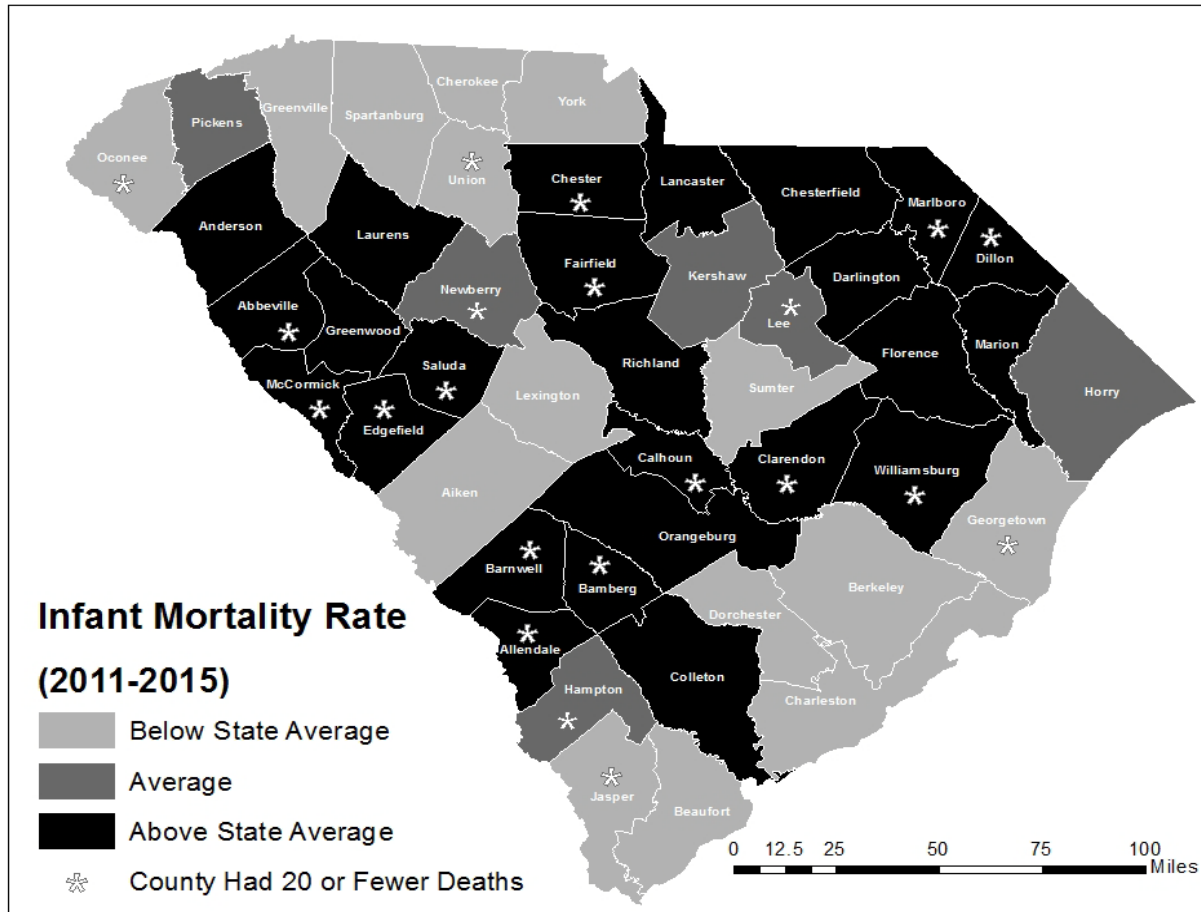 Cherokee
York
Greenville
Spartanburg
Pickens
Oconee
Union
Chester
Lancaster
Chesterfield
Marlboro
Anderson
Laurens
Dillon
Fairfield
Kershaw
Darlington
Newberry
Abbeville
Greenwood
Lee
Florence
Marion
Richland
Saluda
McCormick
Sumter
Horry
Lexington
Edgefield
Calhoun
Clarendon
Williamsburg
Aiken
Georgetown
Orangeburg
Barnwell
Bamberg
Berkeley
Dorchester
Allendale
Colleton
Hampton
Charleston
Jasper
Beaufort
Infant Mortality Rate
(2011-2015)
Below State Average
Average
Above State Average
County Had 20 or Fewer Deaths
0 12.5 25 50 75 100
Miles